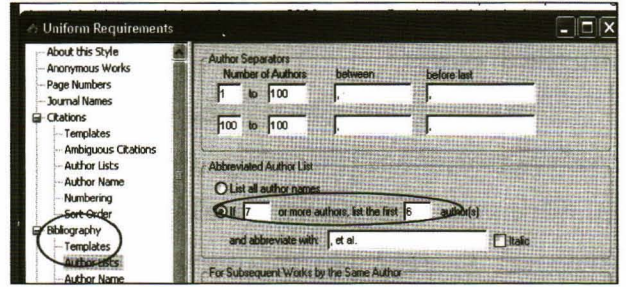 Uniform Requirements
About this Style
Anonymous Works
Page Numbers
Journal Names
Citations
Templates
Ambiguous Citations
Author Lists
Author Name
Numbering
Sort Order
Bibliography
Templates
Author Lists
Author Name
Author Separators
Number of Authors between before last
1 to 100 , ,
100 to 100 , ,
Abbreviated Author List
List all author names
If 7 or more authors, list the first 6 author(s)
and abbreviate with: , et al. Italic
For Subsequent Works by the Same Author